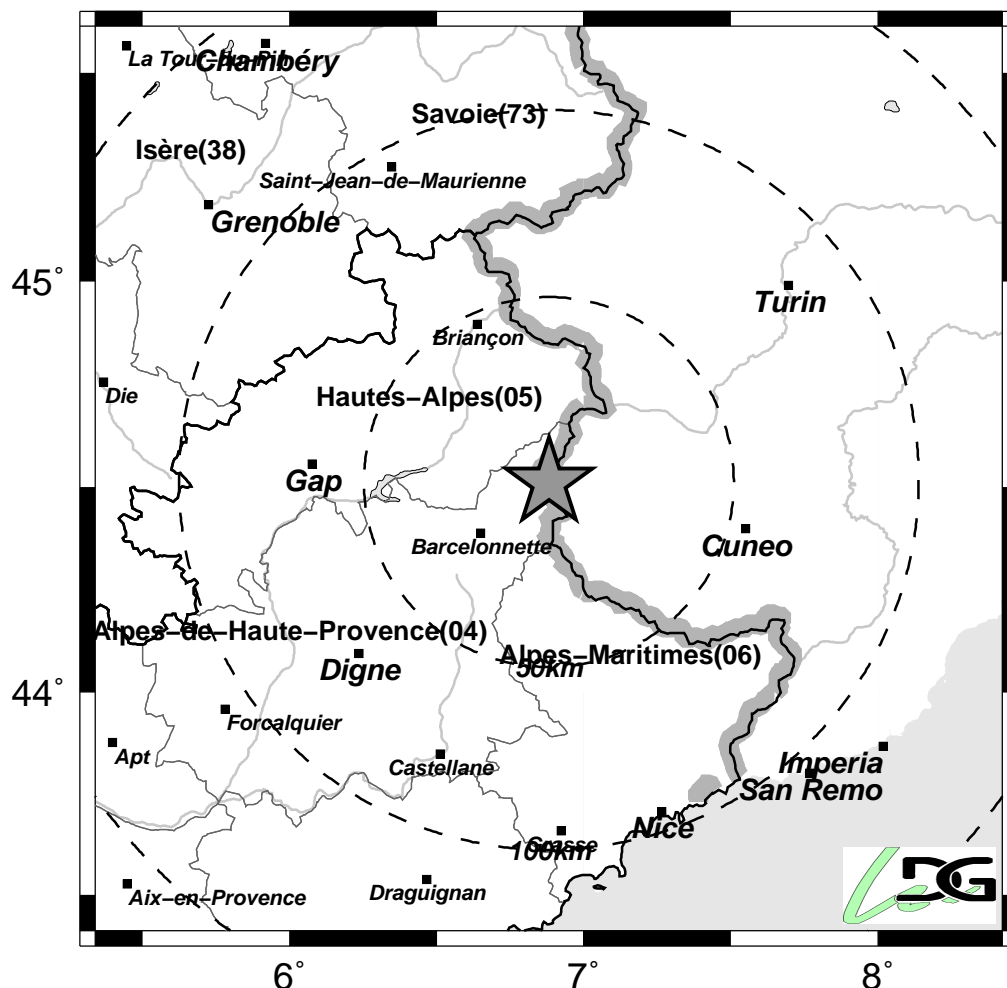 La Tour-du-Pin
Chambéry
Savoie(73)
Isère(38)
Saint-Jean-de-Maurienne
Grenoble
45°
Turin
Briançon
Die
Hautes-Alpes(05)
Gap
Barcelonnette
Cuneo
Alpes-de-Haute-Provence(04)
Alpes-Maritimes(06)
50km
Digne
44°
Forcalquier
Apt
Castellane
Imperia
San Remo
Nice
Grasse
100km
Aix-en-Provence
Draguignan
DG
6°
7°
8°